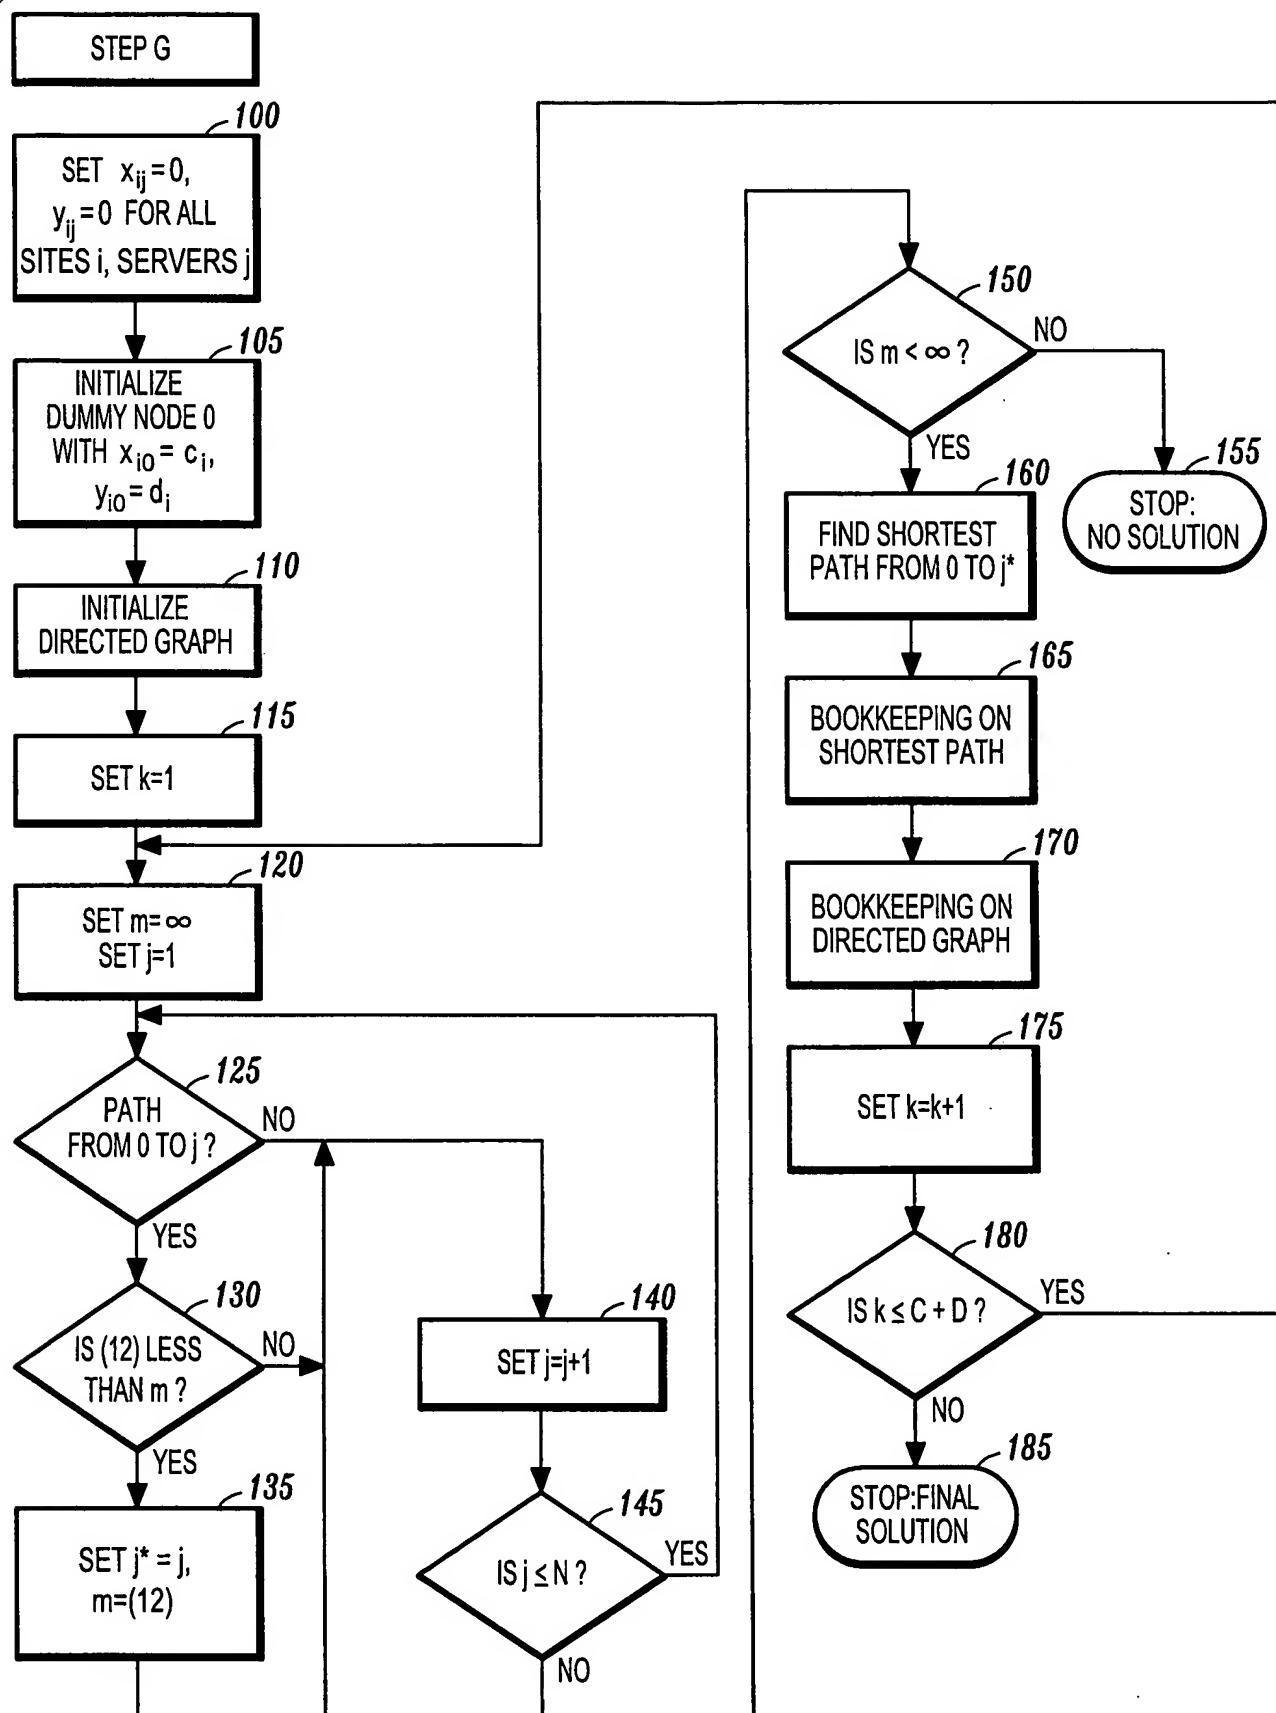 STEP G
100
SET x_ij = 0,
y_ij = 0 FOR ALL
SITES i, SERVERS j
105
INITIALIZE
DUMMY NODE 0
WITH x_i0 = c_i,
y_i0 = d_i
110
INITIALIZE
DIRECTED GRAPH
115
SET k=1
120
SET m= ∞
SET j=1
125
PATH
FROM 0 TO j ?
NO
YES
130
IS (12) LESS
THAN m ?
NO
YES
135
SET j* = j,
m=(12)
140
SET j=j+1
145
IS j ≤ N ?
YES
NO
150
IS m < ∞ ?
NO
YES
155
STOP:
NO SOLUTION
160
FIND SHORTEST
PATH FROM 0 TO j*
165
BOOKKEEPING ON
SHORTEST PATH
170
BOOKKEEPING ON
DIRECTED GRAPH
175
SET k=k+1
180
IS k ≤ C + D ?
YES
NO
185
STOP:FINAL
SOLUTION